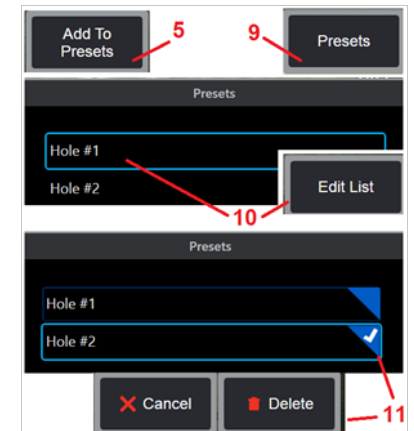 Add To
Presets
5
9
Presets
Presets
Hole #1
Hole #2
Edit List
10
Presets
Hole #1
Hole #2
Cancel
Delete
11